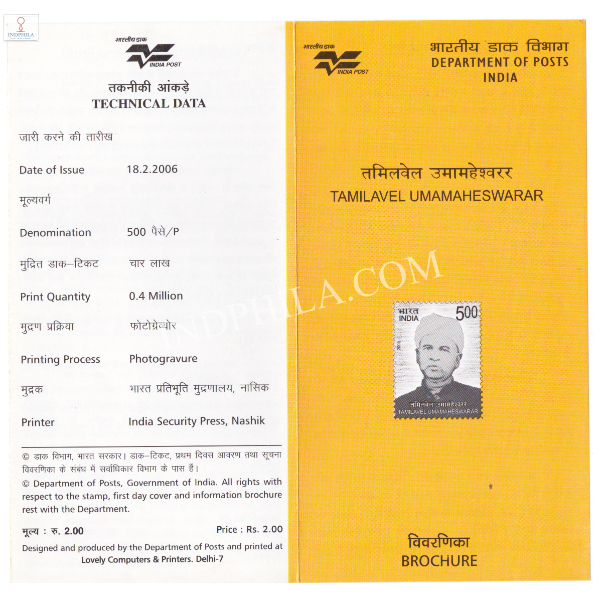 INDPHILA
भारतीय डाक
INDIA POST
तकनीकी आंकड़े
TECHNICAL DATA
जारी करने की तारीख
Date of Issue 18.2.2006
मूल्यवर्ग
Denomination 500 पैसे/P
मुद्रित डाक–टिकट चार लाख
Print Quantity 0.4 Million
मुद्रण प्रक्रिया फोटोग्रेव्योर
Printing Process Photogravure
मुद्रक भारत प्रतिभूति मुद्रणालय, नासिक
Printer India Security Press, Nashik
© डाक विभाग, भारत सरकार। डाक–टिकट, प्रथम दिवस आवरण तथा सूचना
विवरणिका के संबंध में सर्वाधिकार विभाग के पास हैं।
© Department of Posts, Government of India. All rights with
respect to the stamp, first day cover and information brochure
rest with the Department.
मूल्य : रु. 2.00 Price : Rs. 2.00
Designed and produced by the Department of Posts and printed at
Lovely Computers & Printers. Delhi-7
भारतीय डाक
INDIA POST
भारतीय डाक विभाग
DEPARTMENT OF POSTS
INDIA
तमिलवेल उमामहेश्वरर
TAMILAVEL UMAMAHESWARAR
INDPHILA.COM
भारत 500
INDIA
तमिलवेल उमामहेश्वरर
TAMILAVEL UMAMAHESWARAR
विवरणिका
BROCHURE